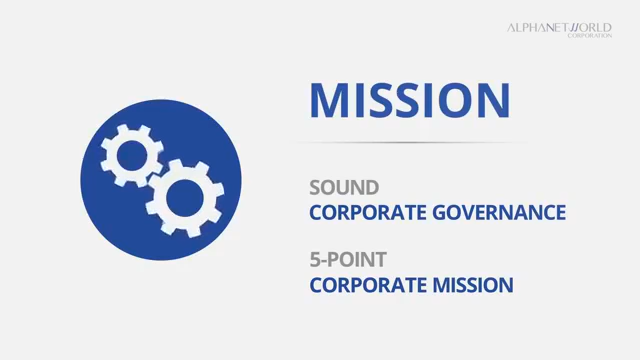 ALPHANETWORLD
CORPORATION
MISSION
SOUND
CORPORATE GOVERNANCE
5-POINT
CORPORATE MISSION